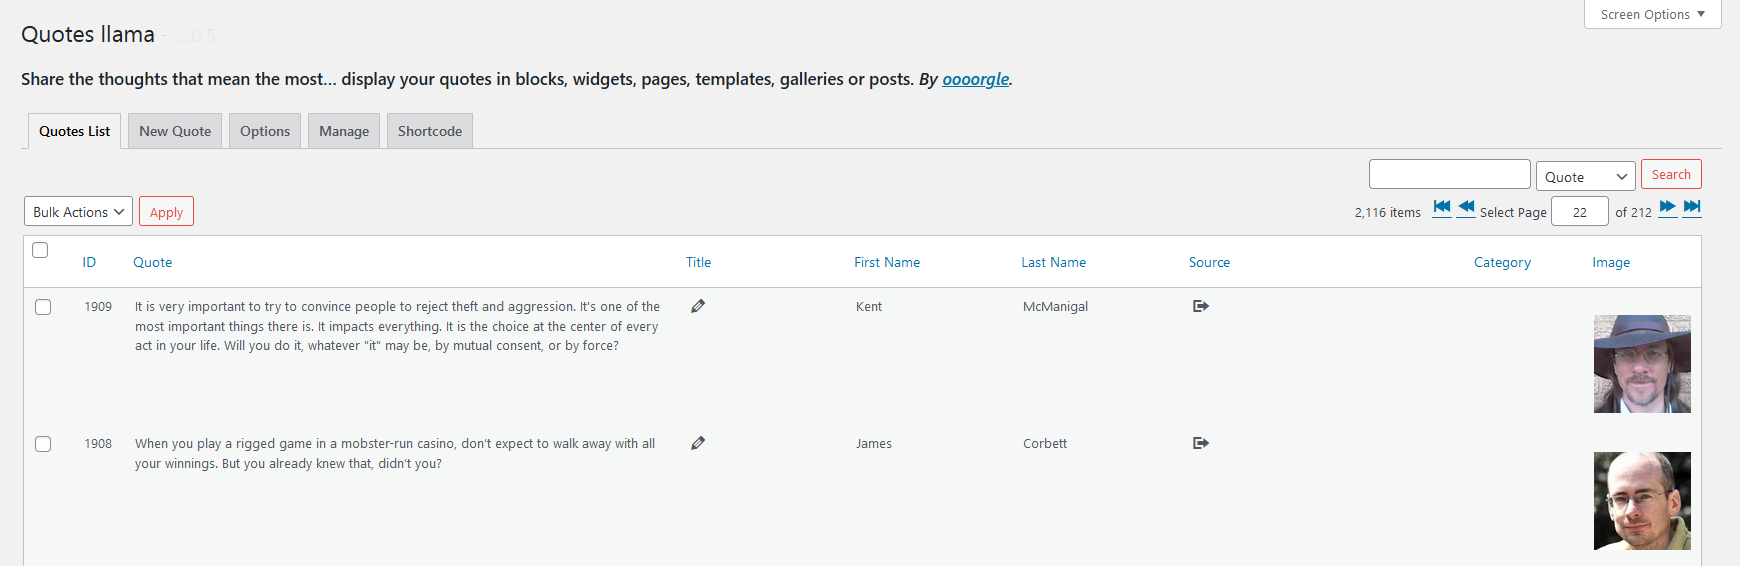 Screen Options
Quotes llama
Share the thoughts that mean the most... display your quotes in blocks, widgets, pages, templates, galleries or posts. By oooorgle.
Quotes List New Quote Options Manage Shortcode
Quote Search
Bulk Actions Apply 2,116 items Select Page 22 of 212
ID Quote Title First Name Last Name Source Category Image
1909 It is very important to try to convince people to reject theft and aggression. It's one of the Kent McManigal
most important things there is. It impacts everything. It is the choice at the center of every
act in your life. Will you do it, whatever "it" may be, by mutual consent, or by force?
1908 When you play a rigged game in a mobster-run casino, don't expect to walk away with all James Corbett
your winnings. But you already knew that, didn't you?